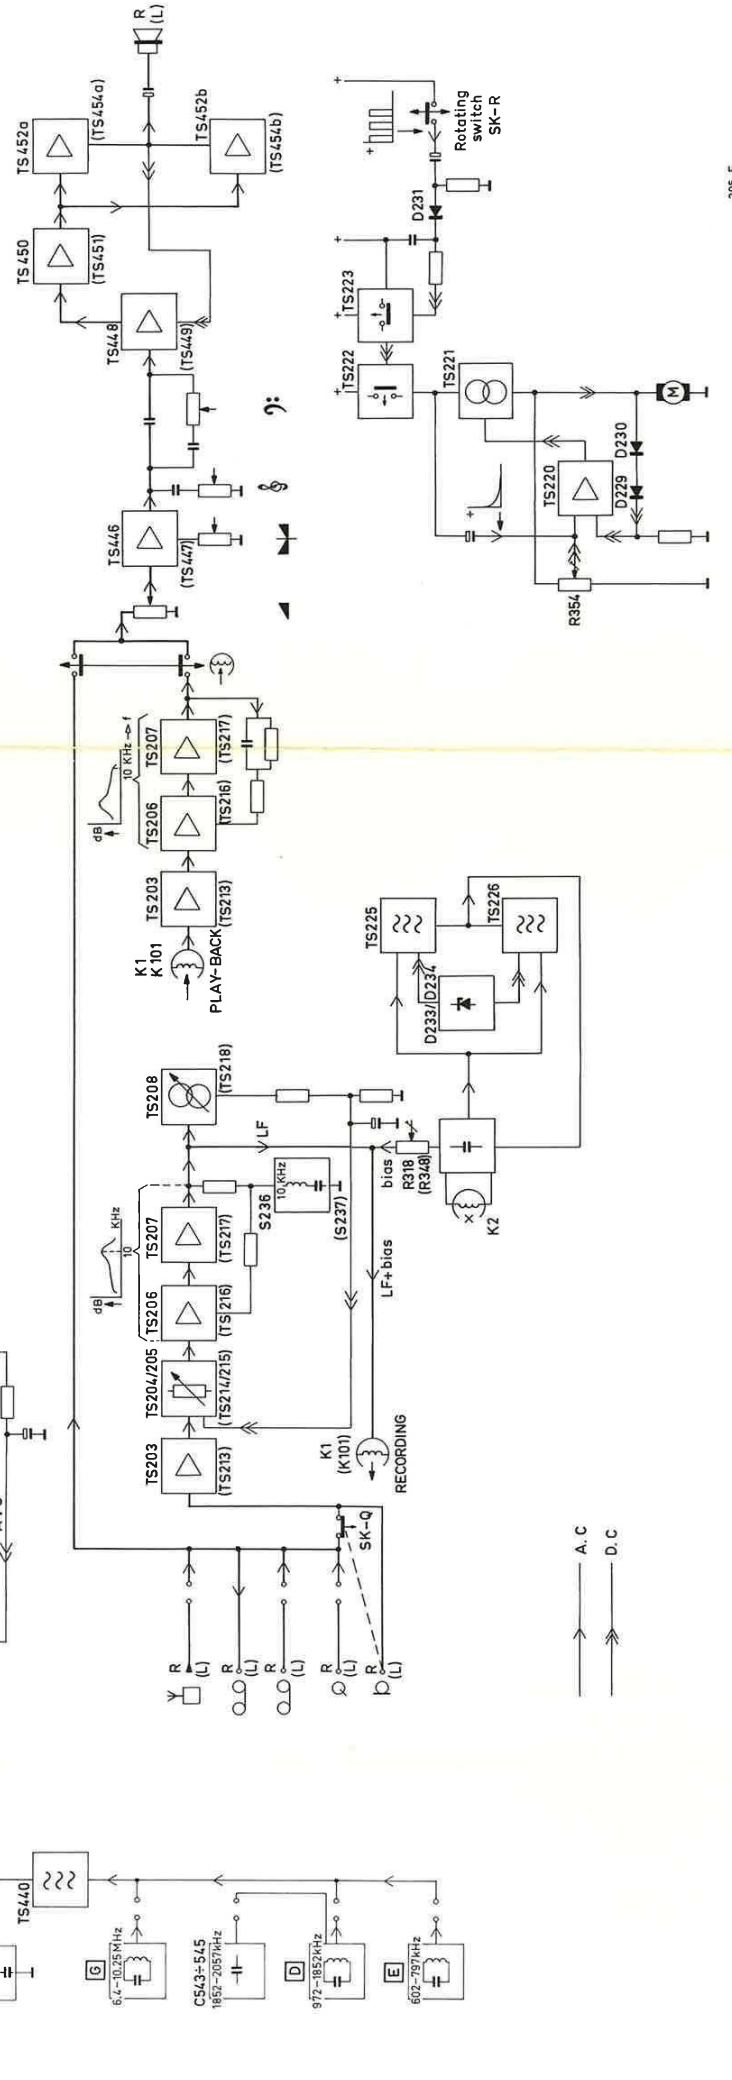 R
(L)
TS452a
(TS454a)
TS452b
(TS454b)
TS450
(TS451)
TS448
(TS449)
TS446
(TS447)
+
+
Rotating
switch
SK-R
D231
+
+
TS223
+
TS222
TS221
TS220
+
D230
D229
M
R354
10 KHz
f
dB
TS207
(TS217)
TS206
(TS216)
TS203
(TS213)
K1
K101
PLAY-BACK
TS225
TS226
D233/D234
TS208
(TS218)
LF
bias
R318
(R348)
K2
S236
10 KHz
(S237)
KHz
10
dB
TS207
(TS217)
TS206
(TS216)
TS204/205
(TS214/215)
TS203
(TS213)
LF+bias
K1
(K101)
RECORDING
SK-Q
R
(L)
R
(L)
R
(L)
R
(L)
R
(L)
A.C
D.C
TS440
G
6.4-10.25MHz
C543÷545
1852-2057kHz
D
972-1852kHz
E
602-797kHz